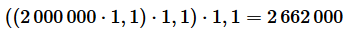 ((2 000 000 · 1, 1) · 1, 1) · 1, 1 = 2 662 000